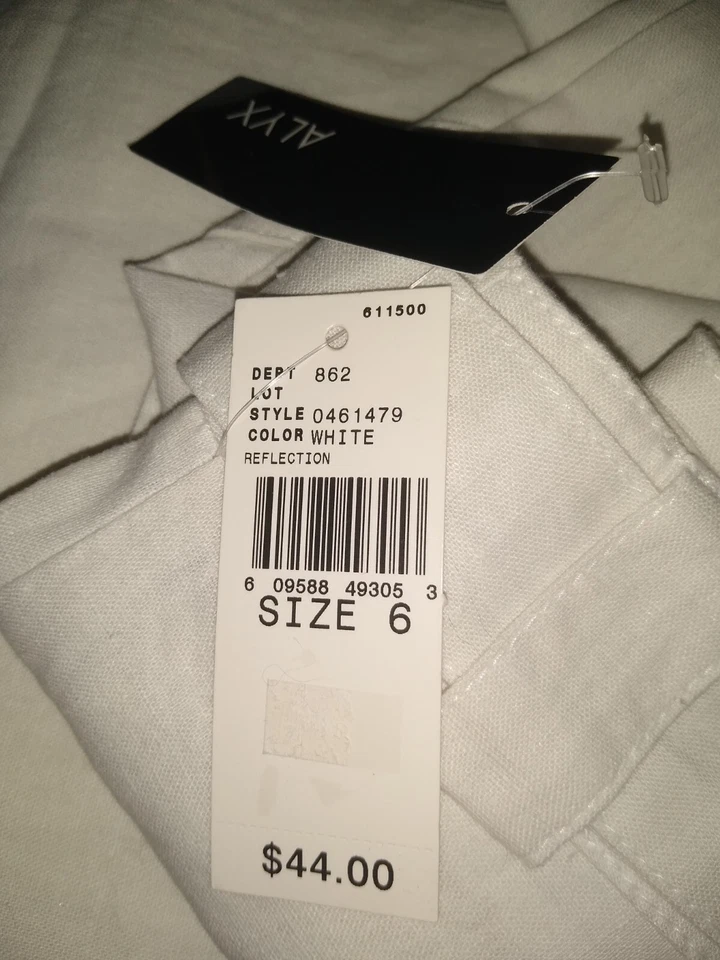 ALYX
611500
DEPT 862
LOT
STYLE 0461479
COLOR WHITE
REFLECTION
6 09588 49305 3
SIZE 6
$44.00